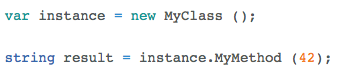 var instance = new MyClass ();
string result = instance.MyMethod (42);